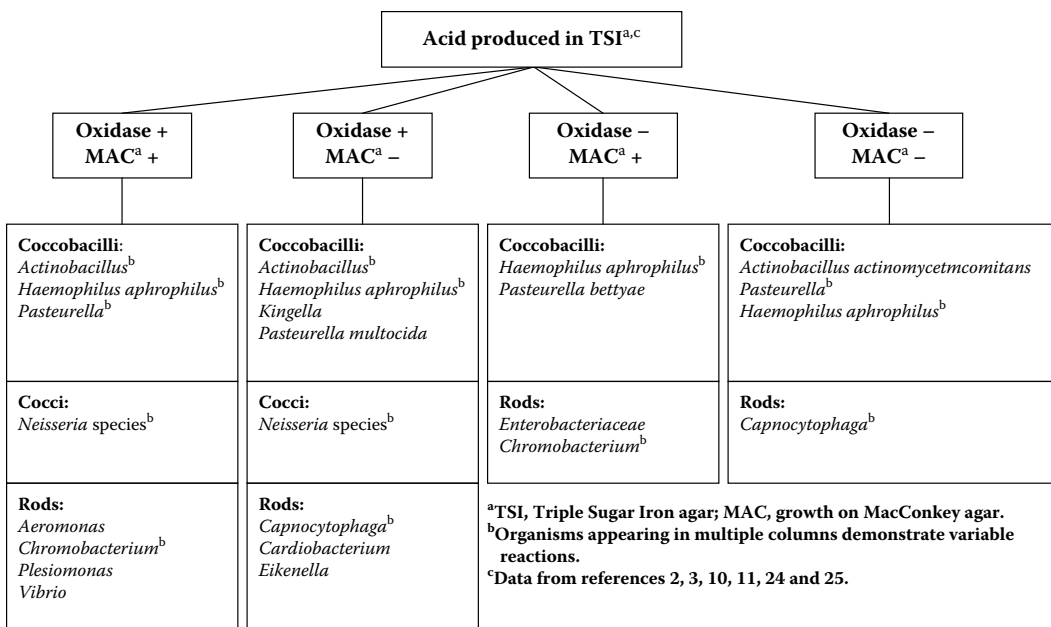 Acid produced in TSIa,c
Oxidase +
MACa +
Oxidase +
MACa –
Oxidase –
MACa +
Oxidase –
MACa –
Coccobacilli:
Actinobacillusb
Haemophilus aphrophilusb
Pasteurellab
Coccobacilli:
Actinobacillusb
Haemophilus aphrophilusb
Kingella
Pasteurella multocida
Coccobacilli:
Haemophilus aphrophilusb
Pasteurella bettyae
Coccobacilli:
Actinobacillus actinomycetmcomitans
Pasteurellab
Haemophilus aphrophilusb
Cocci:
Neisseria speciesb
Cocci:
Neisseria speciesb
Rods:
Enterobacteriaceae
Chromobacteriumb
Rods:
Capnocytophagab
Rods:
Aeromonas
Chromobacteriumb
Plesiomonas
Vibrio
Rods:
Capnocytophagab
Cardiobacterium
Eikenella
aTSI, Triple Sugar Iron agar; MAC, growth on MacConkey agar.
bOrganisms appearing in multiple columns demonstrate variable
reactions.
cData from references 2, 3, 10, 11, 24 and 25.